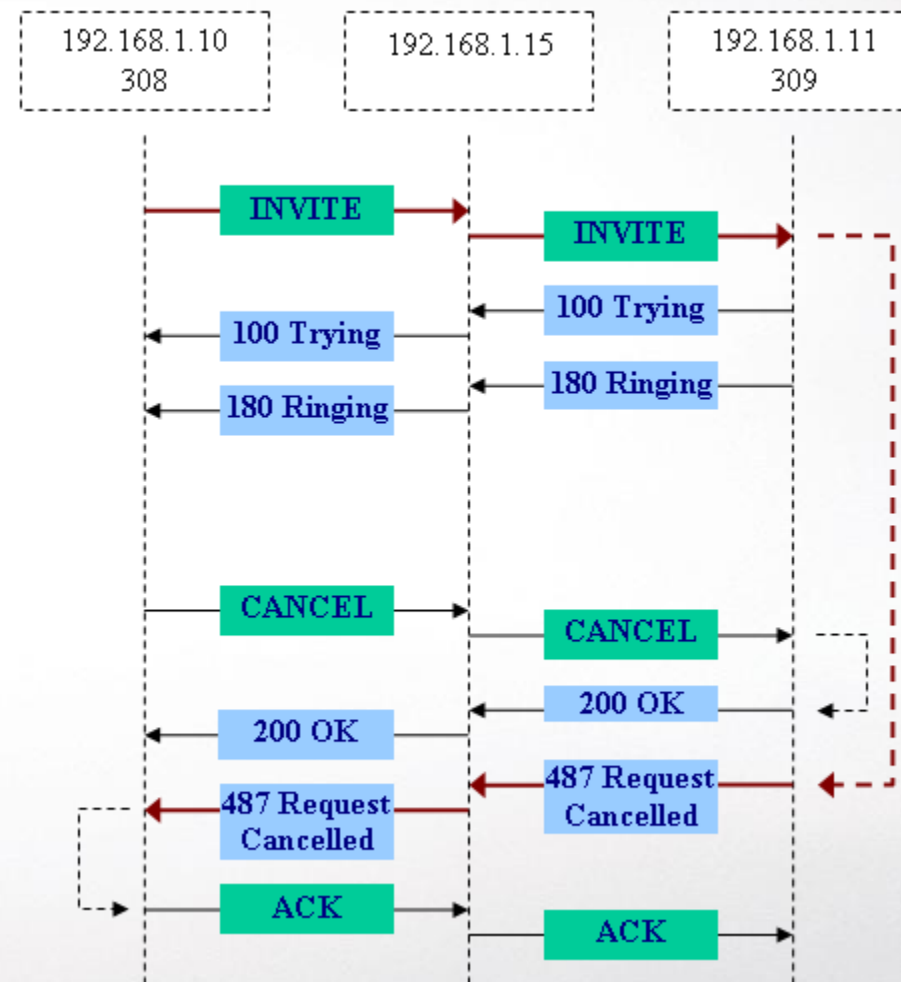 192.168.1.10
308
192.168.1.15
192.168.1.11
309
INVITE
INVITE
100 Trying
100 Trying
180 Ringing
180 Ringing
CANCEL
CANCEL
200 OK
200 OK
487 Request
Cancelled
487 Request
Cancelled
ACK
ACK